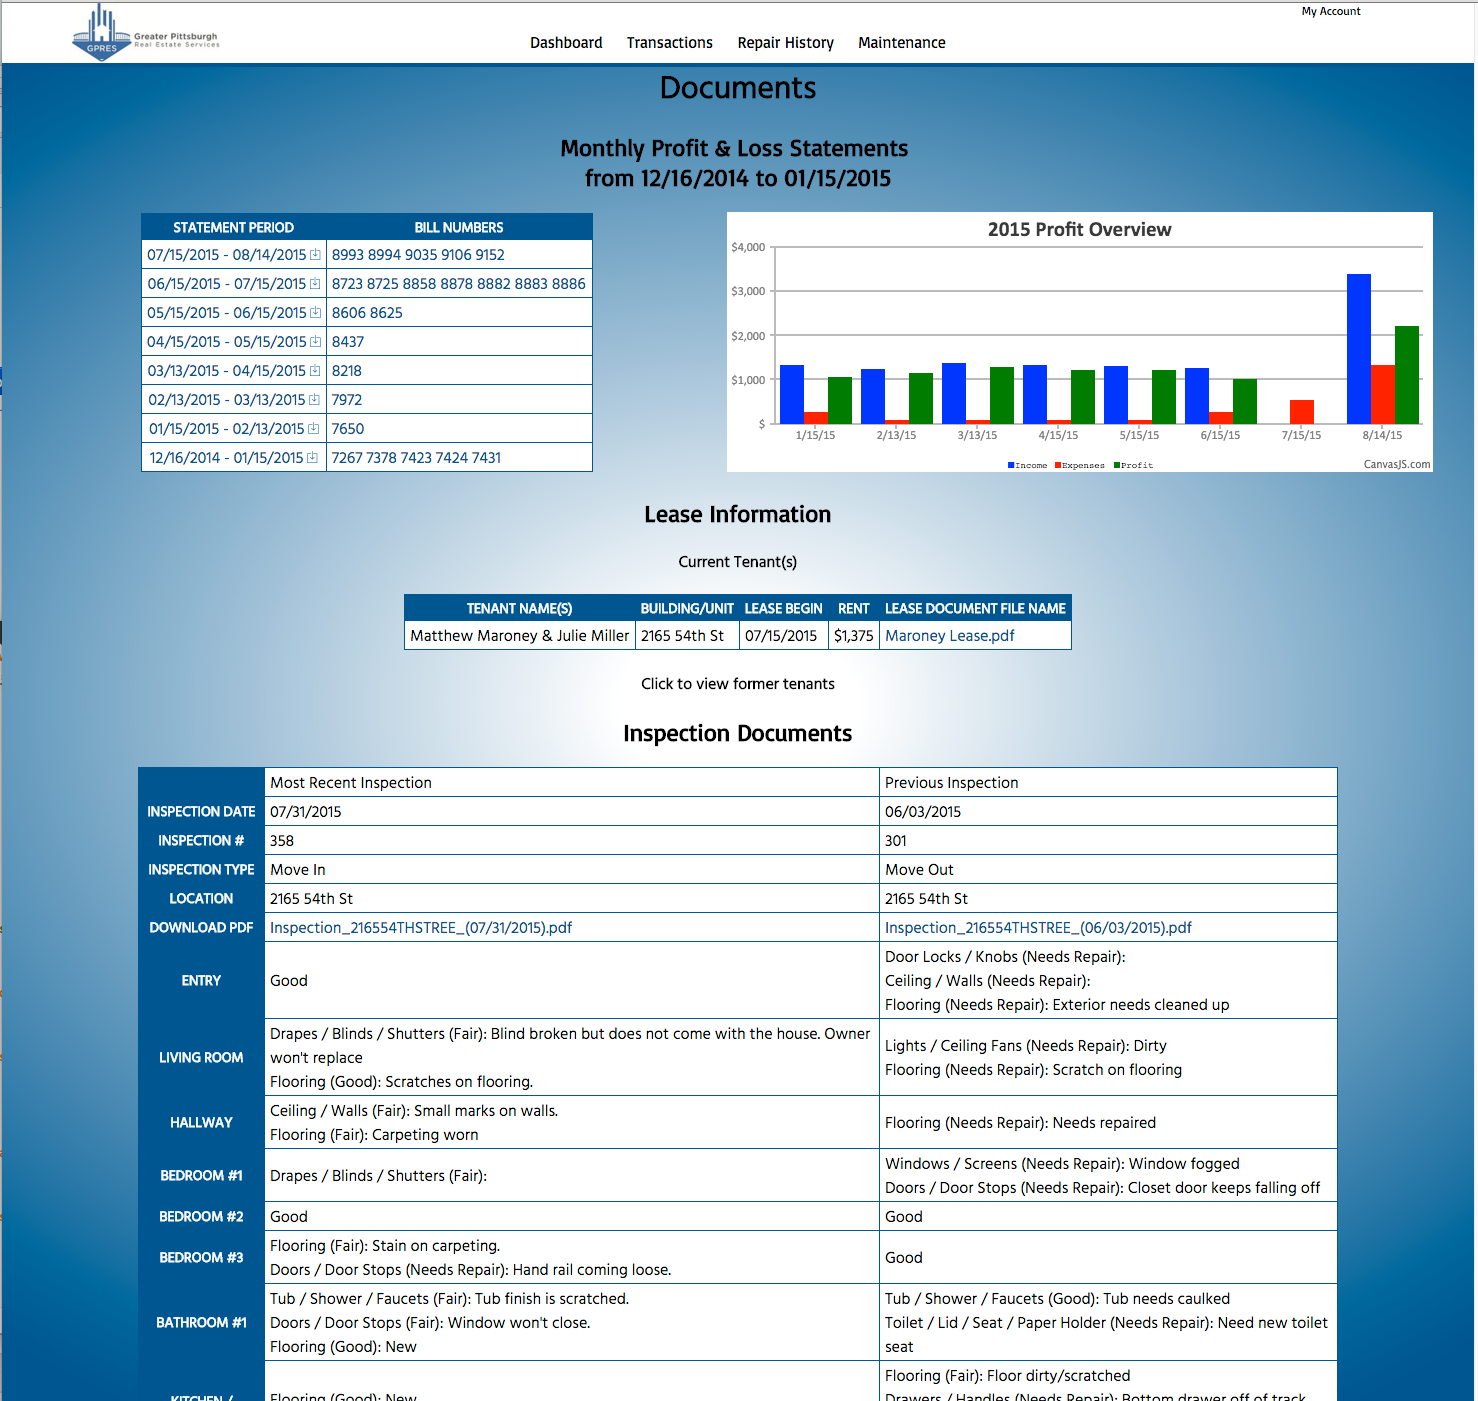 My Account
GPRES
Greater Pittsburgh
Real Estate Services
Dashboard Transactions Repair History Maintenance
Documents
Monthly Profit & Loss Statements
from 12/16/2014 to 01/15/2015
STATEMENT PERIOD BILL NUMBERS
07/15/2015 - 08/14/2015 8993 8994 9035 9106 9152
06/15/2015 - 07/15/2015 8723 8725 8858 8878 8882 8883 8886
05/15/2015 - 06/15/2015 8606 8625
04/15/2015 - 05/15/2015 8437
03/13/2015 - 04/15/2015 8218
02/13/2015 - 03/13/2015 7972
01/15/2015 - 02/13/2015 7650
12/16/2014 - 01/15/2015 7267 7378 7423 7424 7431
2015 Profit Overview
$4,000
$3,000
$2,000
$1,000
$
1/15/15 2/13/15 3/13/15 4/15/15 5/15/15 6/15/15 7/15/15 8/14/15
Income Expenses Profit
CanvasJS.com
Lease Information
Current Tenant(s)
TENANT NAME(S) BUILDING/UNIT LEASE BEGIN RENT LEASE DOCUMENT FILE NAME
Matthew Maroney & Julie Miller 2165 54th St 07/15/2015 $1,375 Maroney Lease.pdf
Click to view former tenants
Inspection Documents
Most Recent Inspection Previous Inspection
INSPECTION DATE 07/31/2015 06/03/2015
INSPECTION # 358 301
INSPECTION TYPE Move In Move Out
LOCATION 2165 54th St 2165 54th St
DOWNLOAD PDF Inspection_216554THSTREE_(07/31/2015).pdf Inspection_216554THSTREE_(06/03/2015).pdf
ENTRY Good
Door Locks / Knobs (Needs Repair):
Ceiling / Walls (Needs Repair):
Flooring (Needs Repair): Exterior needs cleaned up
LIVING ROOM
Drapes / Blinds / Shutters (Fair): Blind broken but does not come with the house. Owner
won't replace
Flooring (Good): Scratches on flooring.
Lights / Ceiling Fans (Needs Repair): Dirty
Flooring (Needs Repair): Scratch on flooring
HALLWAY
Ceiling / Walls (Fair): Small marks on walls.
Flooring (Fair): Carpeting worn
Flooring (Needs Repair): Needs repaired
BEDROOM #1
Drapes / Blinds / Shutters (Fair):
Windows / Screens (Needs Repair): Window fogged
Doors / Door Stops (Needs Repair): Closet door keeps falling off
BEDROOM #2 Good Good
BEDROOM #3
Flooring (Fair): Stain on carpeting.
Doors / Door Stops (Needs Repair): Hand rail coming loose.
Good
BATHROOM #1
Tub / Shower / Faucets (Fair): Tub finish is scratched.
Doors / Door Stops (Fair): Window won't close.
Flooring (Good): New
Tub / Shower / Faucets (Good): Tub needs caulked
Toilet / Lid / Seat / Paper Holder (Needs Repair): Need new toilet
seat
KITCHEN /
Flooring (Good): New
Flooring (Fair): Floor dirty/scratched
Drawers / Handles (Needs Repair): Bottom drawer off of track